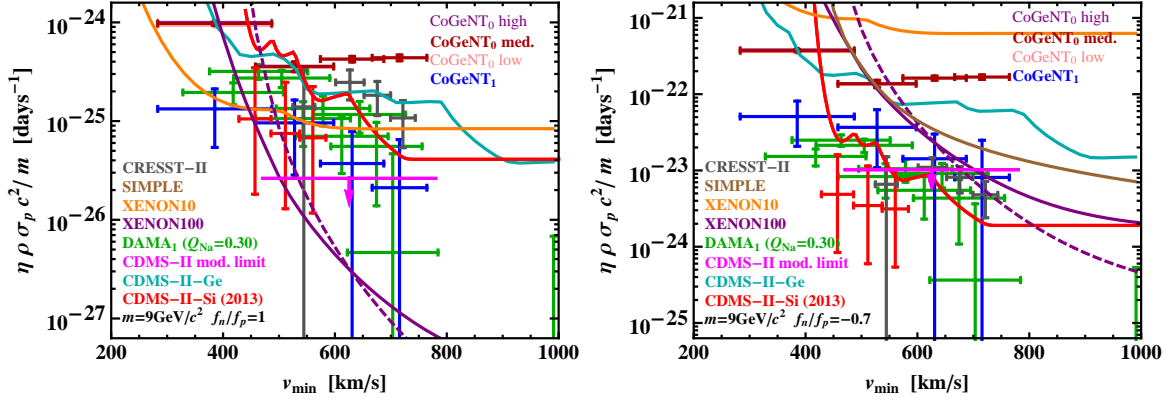 10⁻²⁴
10⁻²⁵
10⁻²⁶
10⁻²⁷
η ρ σp c²/ m [days⁻¹]
CoGeNT₀ high
CoGeNT₀ med.
CoGeNT₀ low
CoGeNT₁
CRESST−II
SIMPLE
XENON10
XENON100
DAMA₁ (QNa=0.30)
CDMS−II mod. limit
CDMS−II−Ge
CDMS−II−Si (2013)
m=9GeV/c² fn/fp=1
200 400 600 800 1000
vmin [km/s]
10⁻²¹
10⁻²²
10⁻²³
10⁻²⁴
10⁻²⁵
η ρ σp c²/ m [days⁻¹]
CoGeNT₀ high
CoGeNT₀ med.
CoGeNT₀ low
CoGeNT₁
CRESST−II
SIMPLE
XENON10
XENON100
DAMA₁ (QNa=0.30)
CDMS−II mod. limit
CDMS−II−Ge
CDMS−II−Si (2013)
m=9GeV/c² fn/fp=−0.7
200 400 600 800 1000
vmin [km/s]